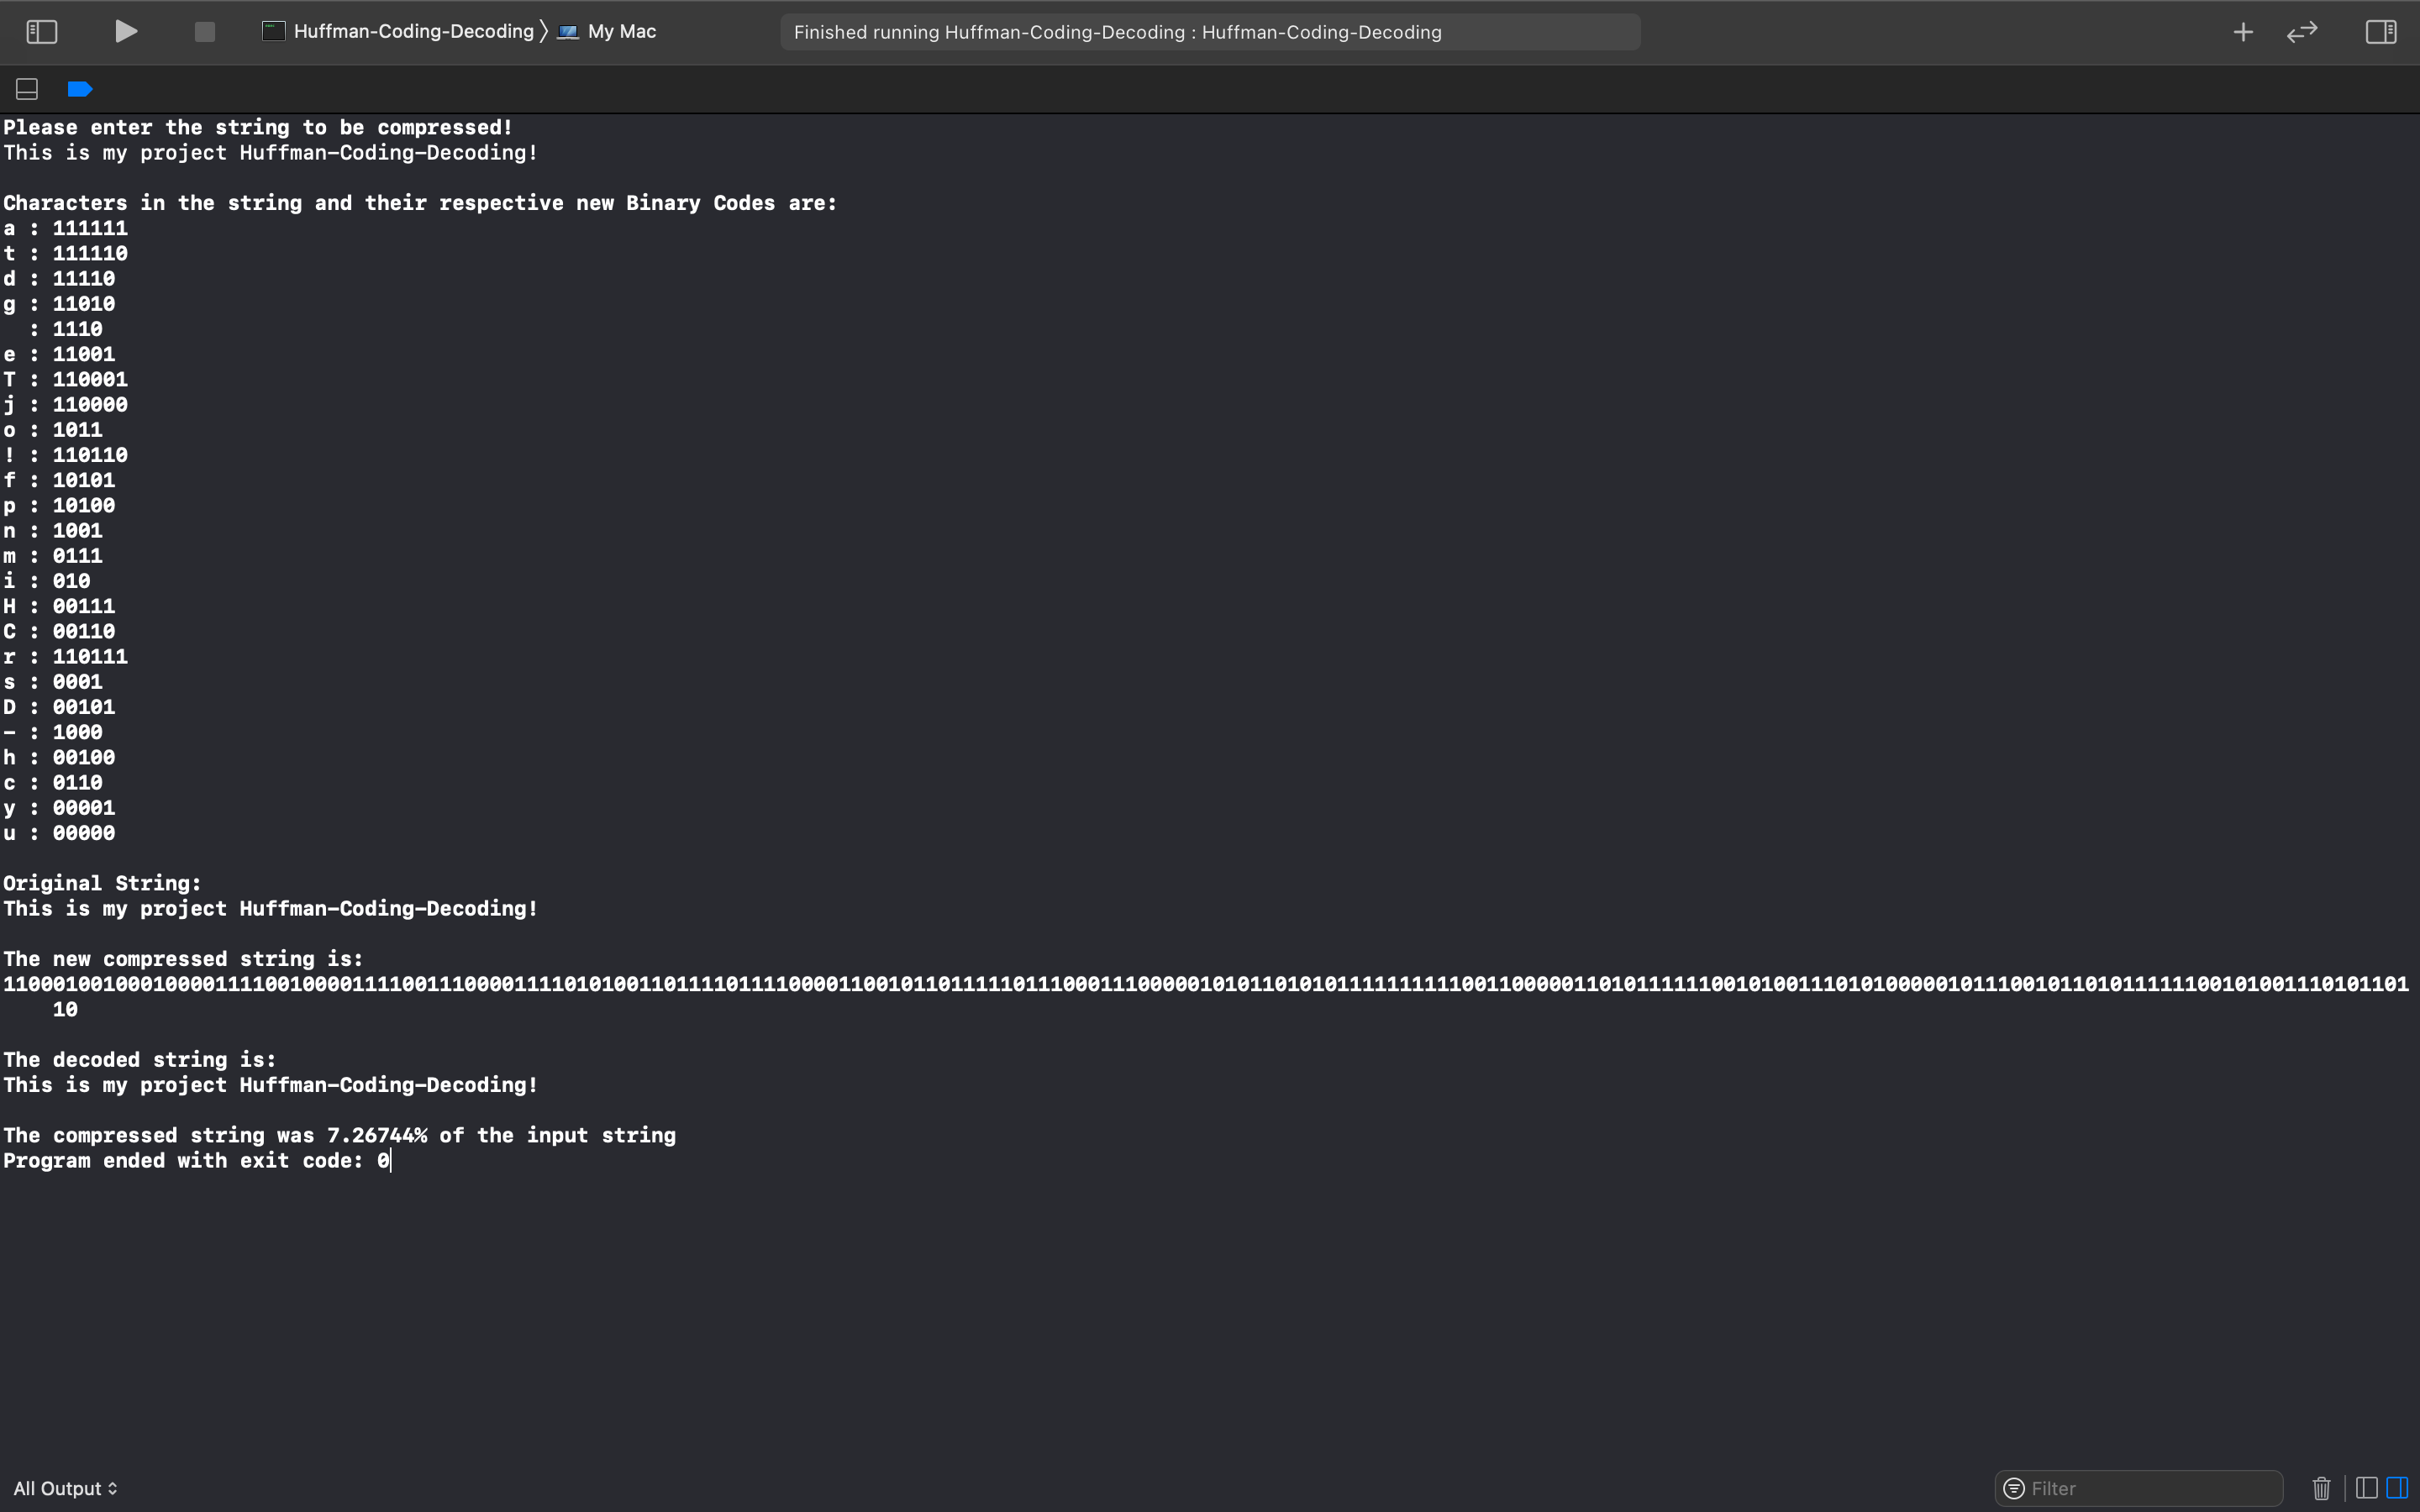 Huffman-Coding-Decoding 〉 My Mac
Finished running Huffman-Coding-Decoding : Huffman-Coding-Decoding
Please enter the string to be compressed!
This is my project Huffman-Coding-Decoding!
Characters in the string and their respective new Binary Codes are:
a : 111111
t : 111110
d : 11110
g : 11010
  : 1110
e : 11001
T : 110001
j : 110000
o : 1011
! : 110110
f : 10101
p : 10100
n : 1001
m : 0111
i : 010
H : 00111
C : 00110
r : 110111
s : 0001
D : 00101
- : 1000
h : 00100
c : 0110
y : 00001
u : 00000
Original String:
This is my project Huffman-Coding-Decoding!
The new compressed string is:
11000100100010000111100100001111001110000111101010011011110111100001100101101111101110001110000010101101010111111111110011000001101011111100101001110101000001011100101101011111100101001110101101
10
The decoded string is:
This is my project Huffman-Coding-Decoding!
The compressed string was 7.26744% of the input string
Program ended with exit code: 0
All Output
Filter